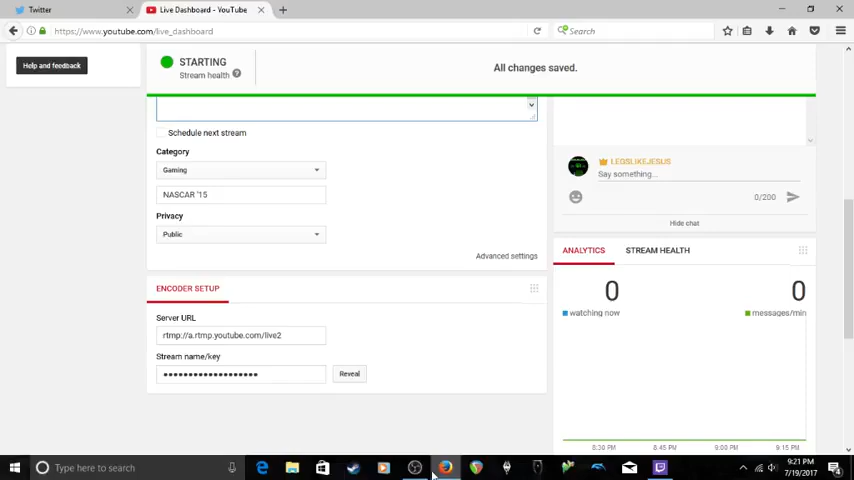 Twitter
Live Dashboard - YouTube
https://www.youtube.com/live_dashboard
Search
Help and feedback
STARTING
Stream health
All changes saved.
Schedule next stream
Category
Gaming
NASCAR '15
Privacy
Public
Advanced settings
LEGSLIKEJESUS
Say something...
0/200
Hide chat
ANALYTICS
STREAM HEALTH
0
watching now
0
messages/min
ENCODER SETUP
Server URL
rtmp://a.rtmp.youtube.com/live2
Stream name/key
•••••••••••••••••••
Reveal
8:30 PM
8:45 PM
9:00 PM
9:15 PM
Type here to search
9:21 PM
7/19/2017